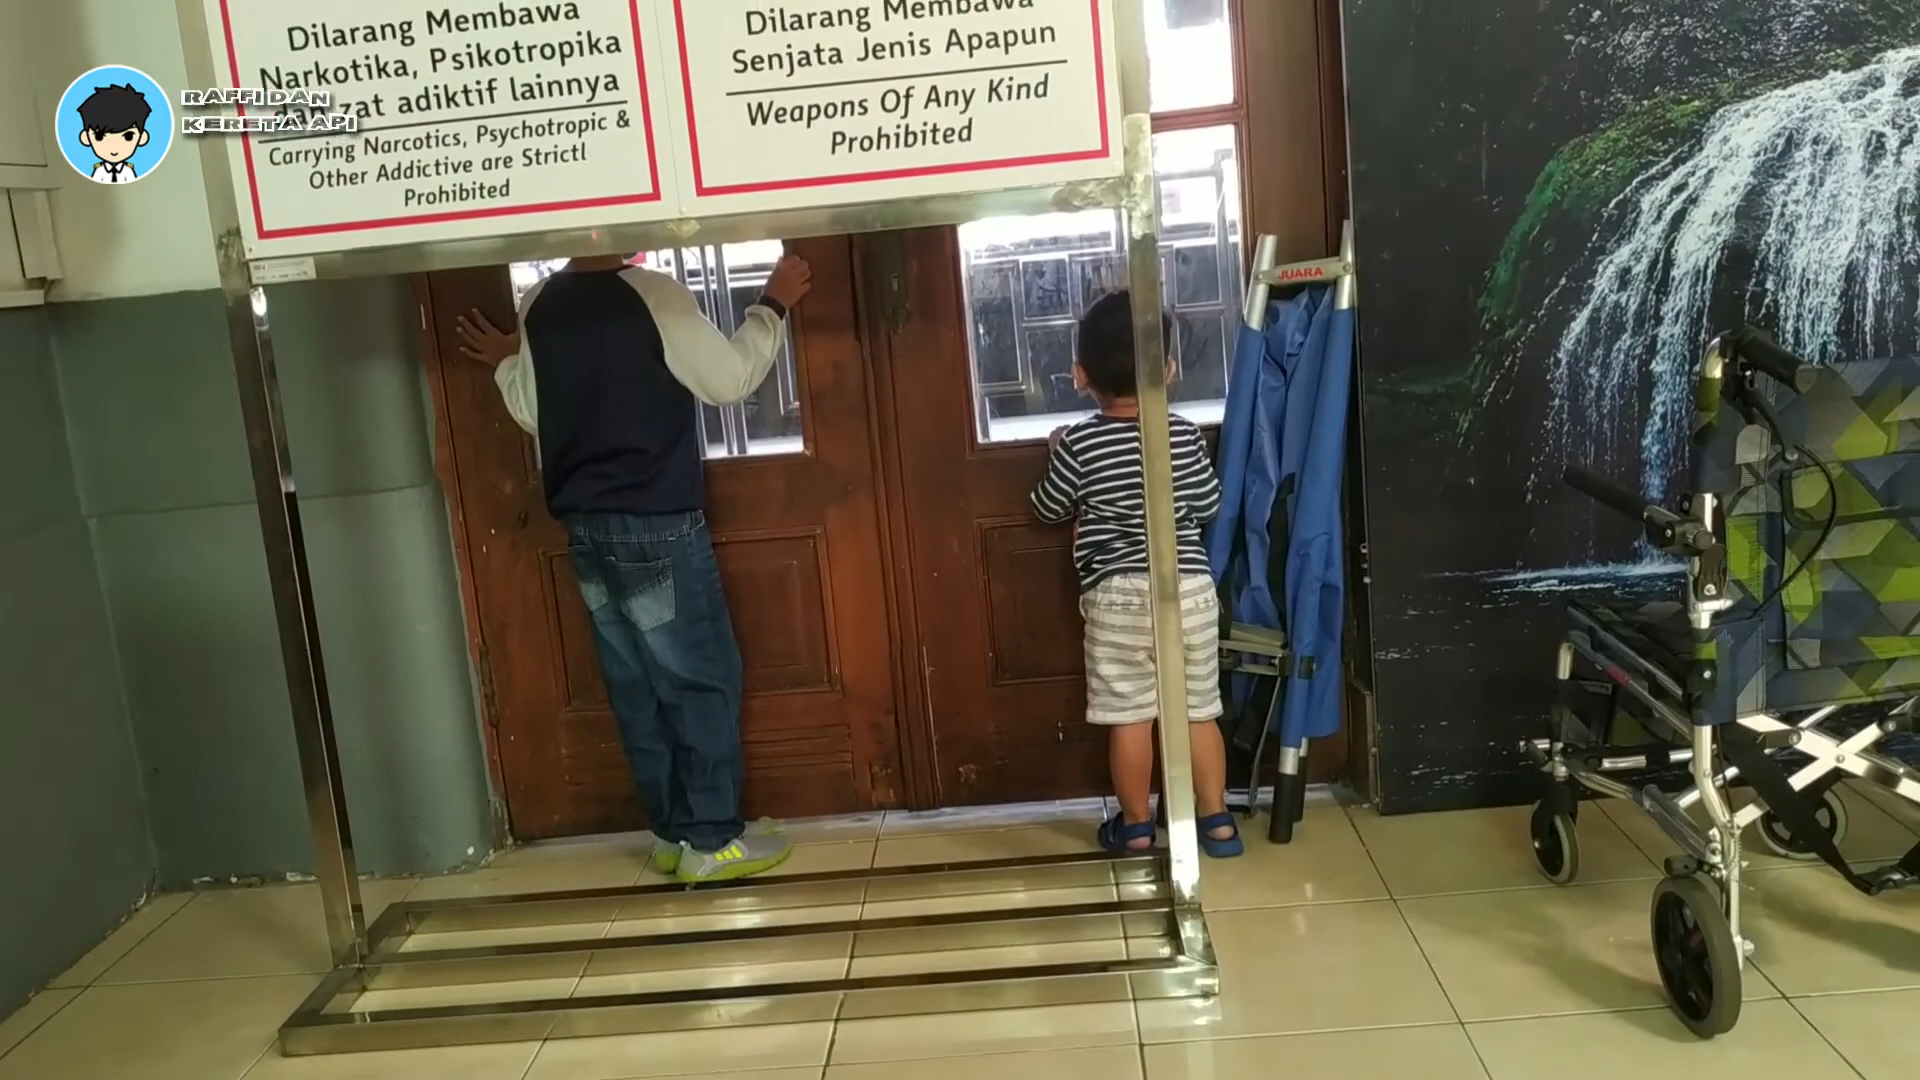 Dilarang Membawa
Narkotika, Psikotropika
dan zat adiktif lainnya
Carrying Narcotics, Psychotropic &
Other Addictive are Strictl
Prohibited
Dilarang Membawa
Senjata Jenis Apapun
Weapons Of Any Kind
Prohibited
RAFFI DAN
KERETA API
JUARA